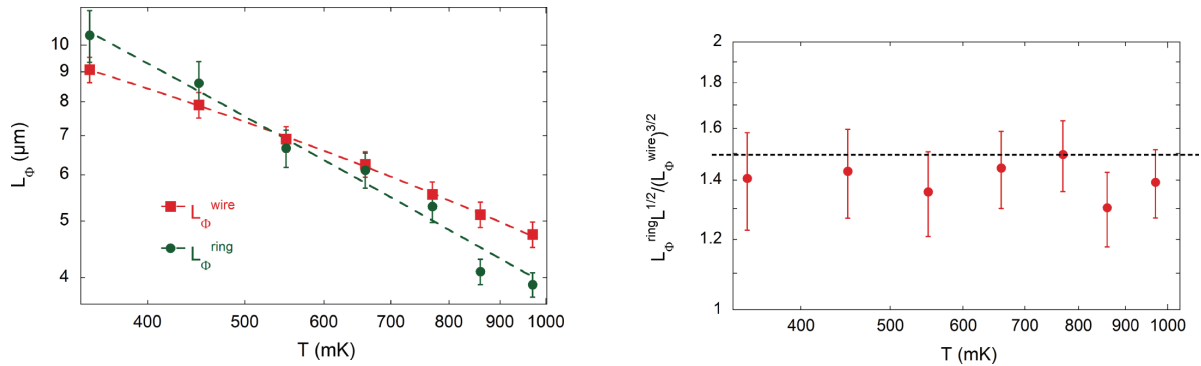 10
9
8
7
6
5
4
L_Φ (μm)
L_Φ^wire
L_Φ^ring
400 500 600 700 800 900 1000
T (mK)
2
1.8
1.6
1.4
1.2
1
L_Φ^ring L^1/2/(L_Φ^wire)^3/2
400 500 600 700 800 900 1000
T (mK)